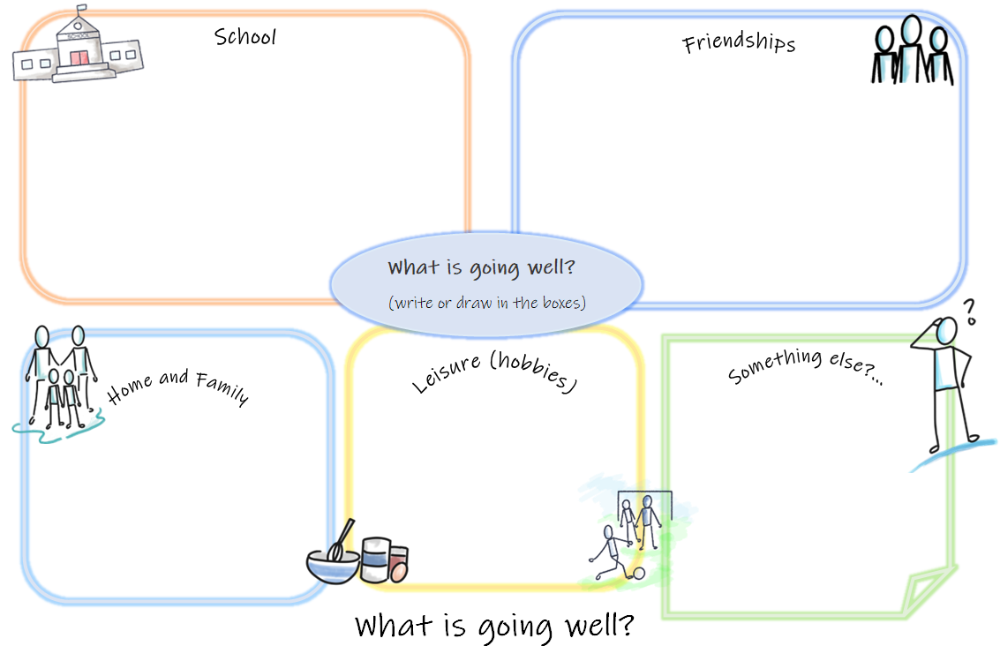 SCHOOL
School
Friendships
What is going well?
(write or draw in the boxes)
Home and Family
Leisure (hobbies)
Something else?...
?
What is going well?